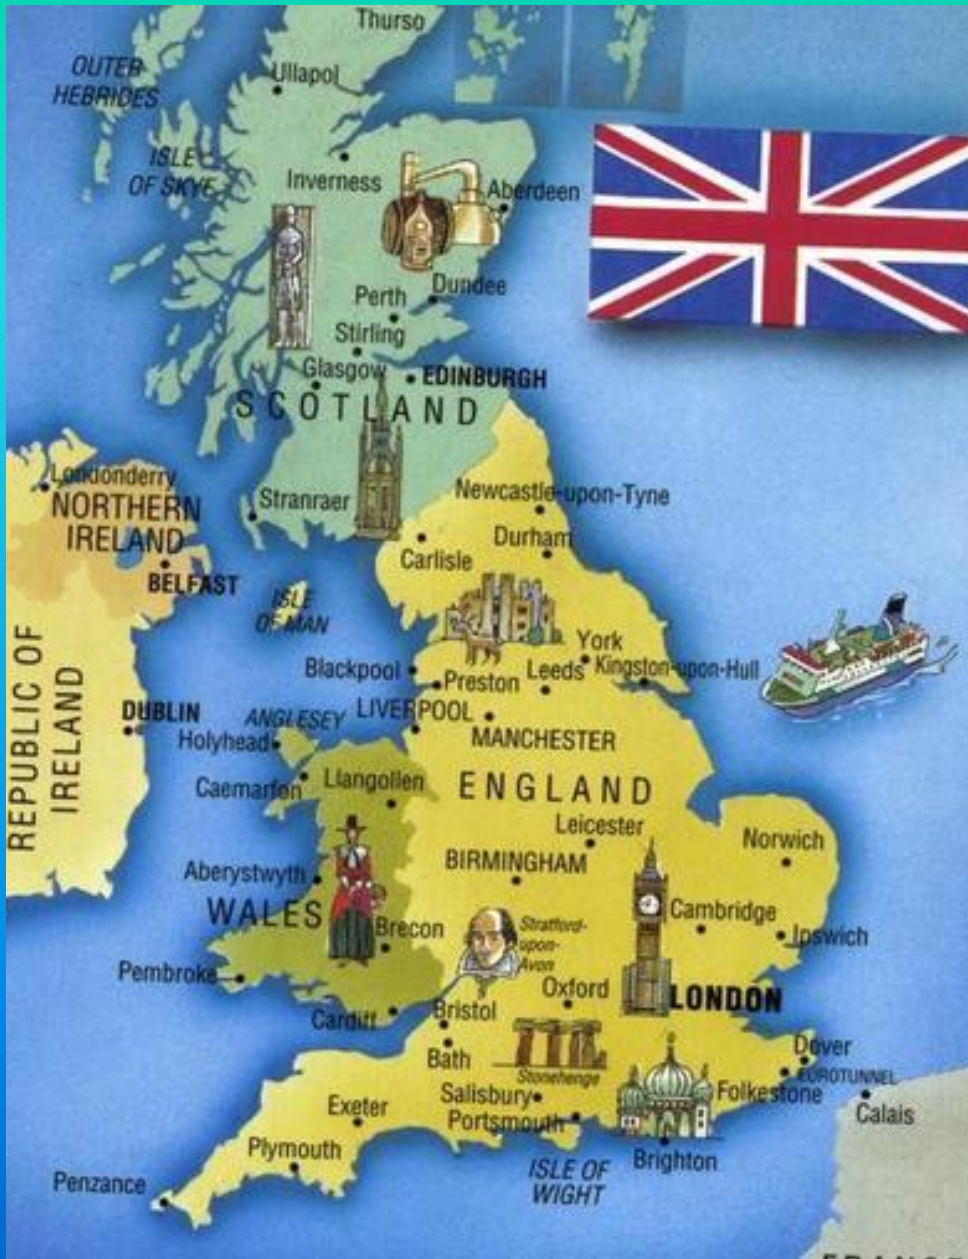 Thurso
OUTER
HEBRIDES
Ullapol
ISLE
OF SKYE
Inverness
Aberdeen
Dundee
Perth
Stirling
Glasgow
EDINBURGH
SCOTLAND
Londonderry
NORTHERN
IRELAND
Stranraer
Newcastle-upon-Tyne
Durham
Carlisle
BELFAST
ISLE
OF MAN
REPUBLIC OF
IRELAND
York
Blackpool
Preston
Leeds
Kingston-upon-Hull
DUBLIN
ANGLESEY
LIVERPOOL
Holyhead
MANCHESTER
Caemarfon
Llangollen
ENGLAND
Leicester
Norwich
BIRMINGHAM
Aberystwyth
WALES
Brecon
Stratford-
upon-
Avon
Cambridge
Ipswich
Pembroke
Oxford
LONDON
Cardiff
Bristol
Bath
Stonehenge
Dover
EUROTUNNEL
Folkestone
Calais
Salisbury
Portsmouth
Exeter
Plymouth
Brighton
ISLE OF
WIGHT
Penzance